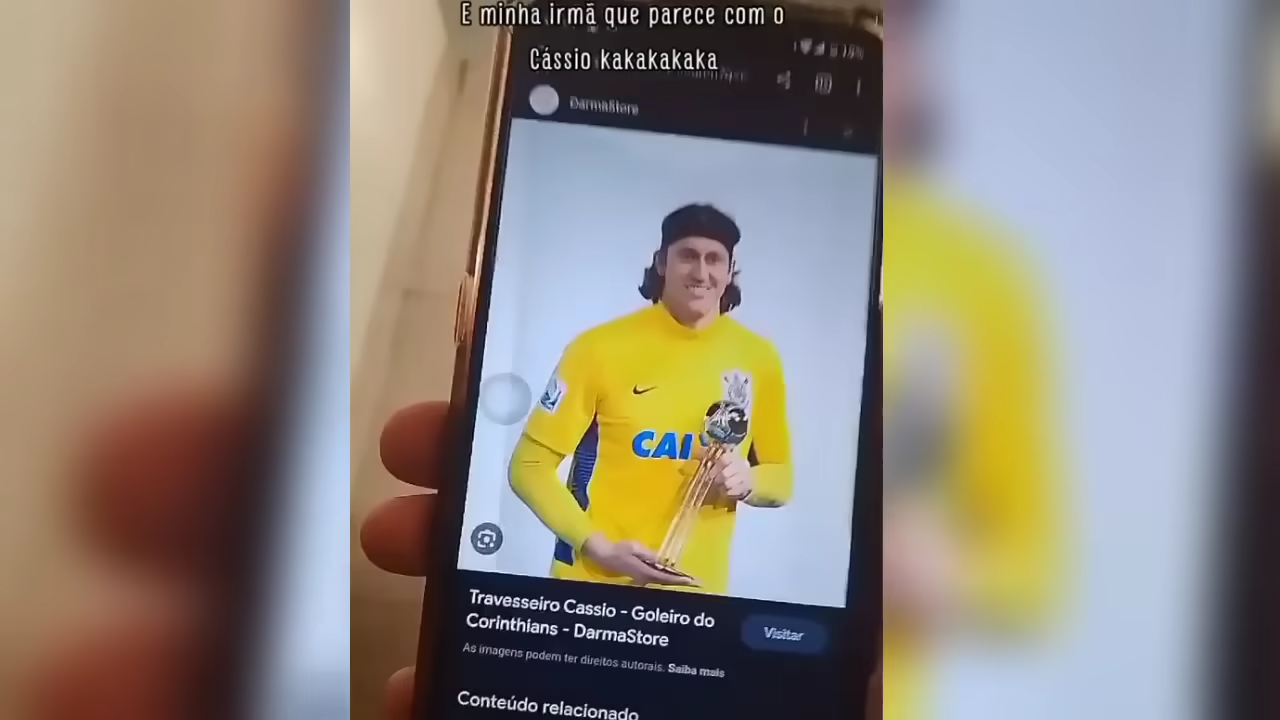 E minha irmã que parece com o
Cássio kakakakaka
DarmaStore
CAI
Travesseiro Cassio - Goleiro do
Corinthians - DarmaStore
Visitar
As imagens podem ter direitos autorais. Saiba mais
Conteúdo relacionado